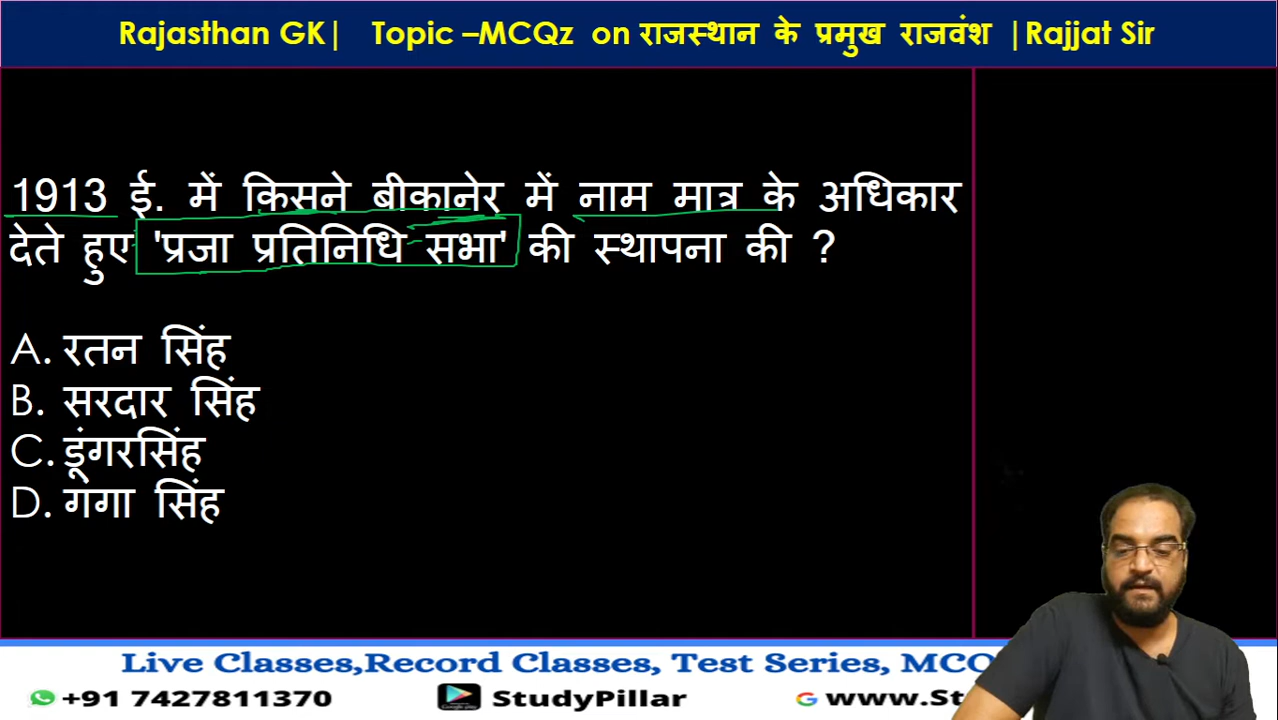 Rajasthan GK| Topic –MCQz on राजस्थान के प्रमुख राजवंश |Rajjat Sir
1913 ई. में किसने बीकानेर में नाम मात्र के अधिकार
देते हुए 'प्रजा प्रतिनिधि सभा' की स्थापना की ?
A. रतन सिंह
B. सरदार सिंह
C. डूंगरसिंह
D. गंगा सिंह
Live Classes,Record Classes, Test Series, MCQ
+91 7427811370 StudyPillar www.St